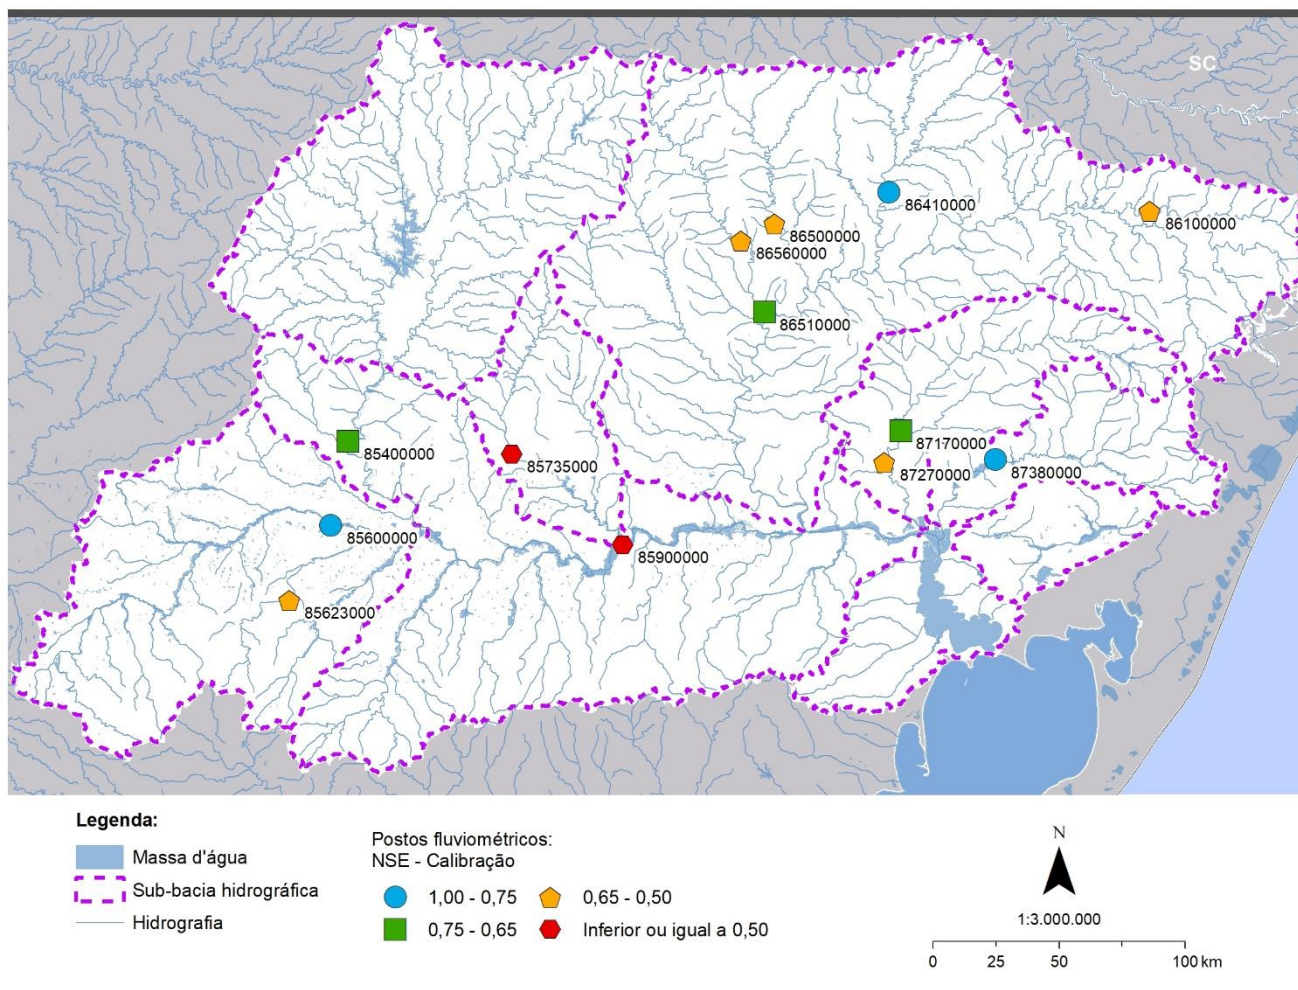 SC
86410000
86100000
86500000
86560000
86510000
87170000
85400000
85735000
87270000
87380000
85600000
85900000
85623000
Legenda:
Massa d'água
Sub-bacia hidrográfica
Hidrografia
Postos fluviométricos:
NSE - Calibração
1,00 - 0,75
0,65 - 0,50
0,75 - 0,65
Inferior ou igual a 0,50
N
1:3.000.000
0 25 50 100 km